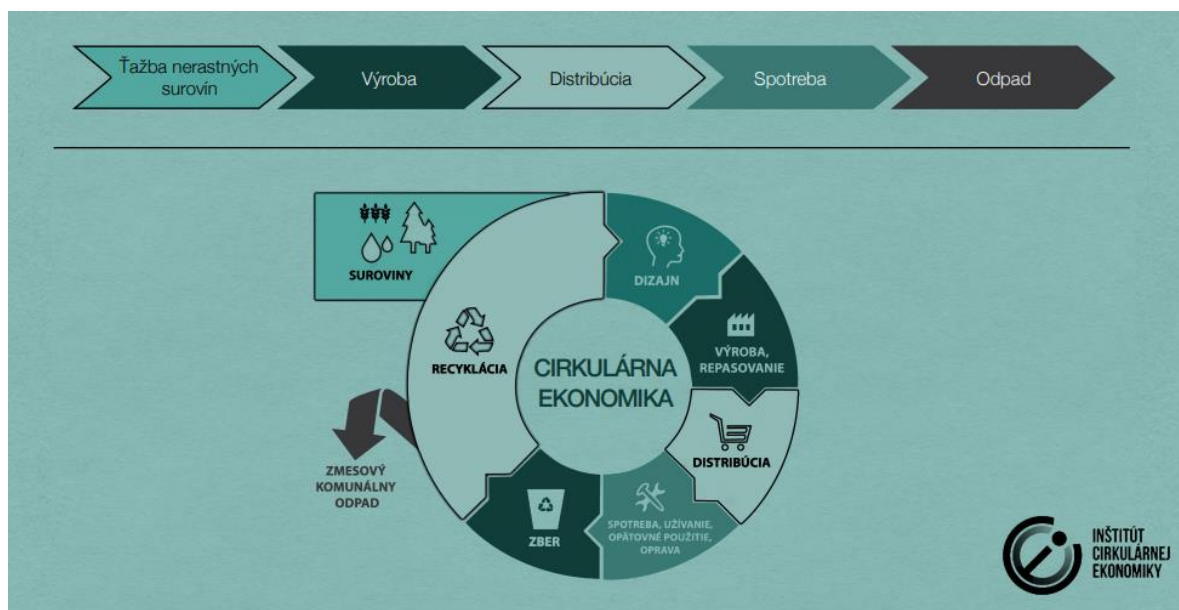 Ťažba nerastných
surovín
Výroba
Distribúcia
Spotreba
Odpad
SUROVINY
DIZAJN
RECYKLÁCIA
CIRKULÁRNA
EKONOMIKA
VÝROBA,
REPASOVANIE
DISTRIBÚCIA
ZMESOVÝ
KOMUNÁLNY
ODPAD
ZBER
SPOTREBA, UŽÍVANIE,
OPÄTOVNÉ POUŽITIE,
OPRAVA
INŠTITÚT
CIRKULÁRNEJ
EKONOMIKY